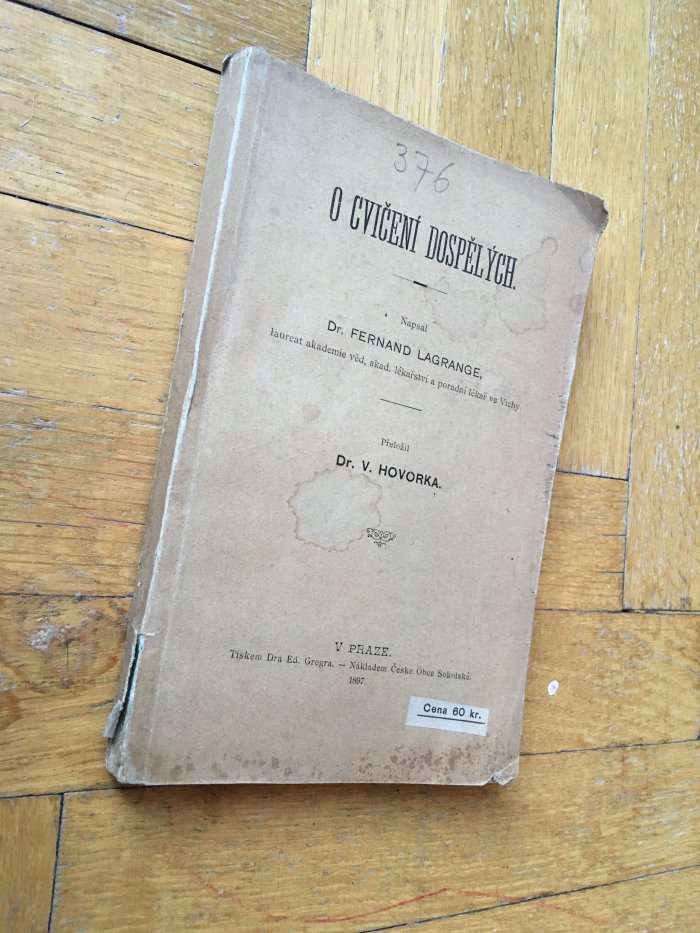 376
O CVIČENÍ DOSPĚLÝCH.
Napsal
Dr. FERNAND LAGRANGE,
laureat akademie věd, akad. lékařství a poradní lékař ve Vichy.
Přeložil
Dr. V. HOVORKA.
V PRAZE.
Tiskem Dra Ed. Grégra. — Nákladem České Obce Sokolské.
1897.
Cena 60 kr.